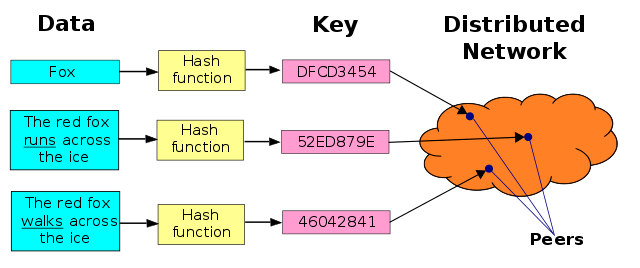 Data
Key
Distributed
Network
Fox
Hash
function
DFCD3454
The red fox
runs across
the ice
Hash
function
52ED879E
The red fox
walks across
the ice
Hash
function
46042841
Peers